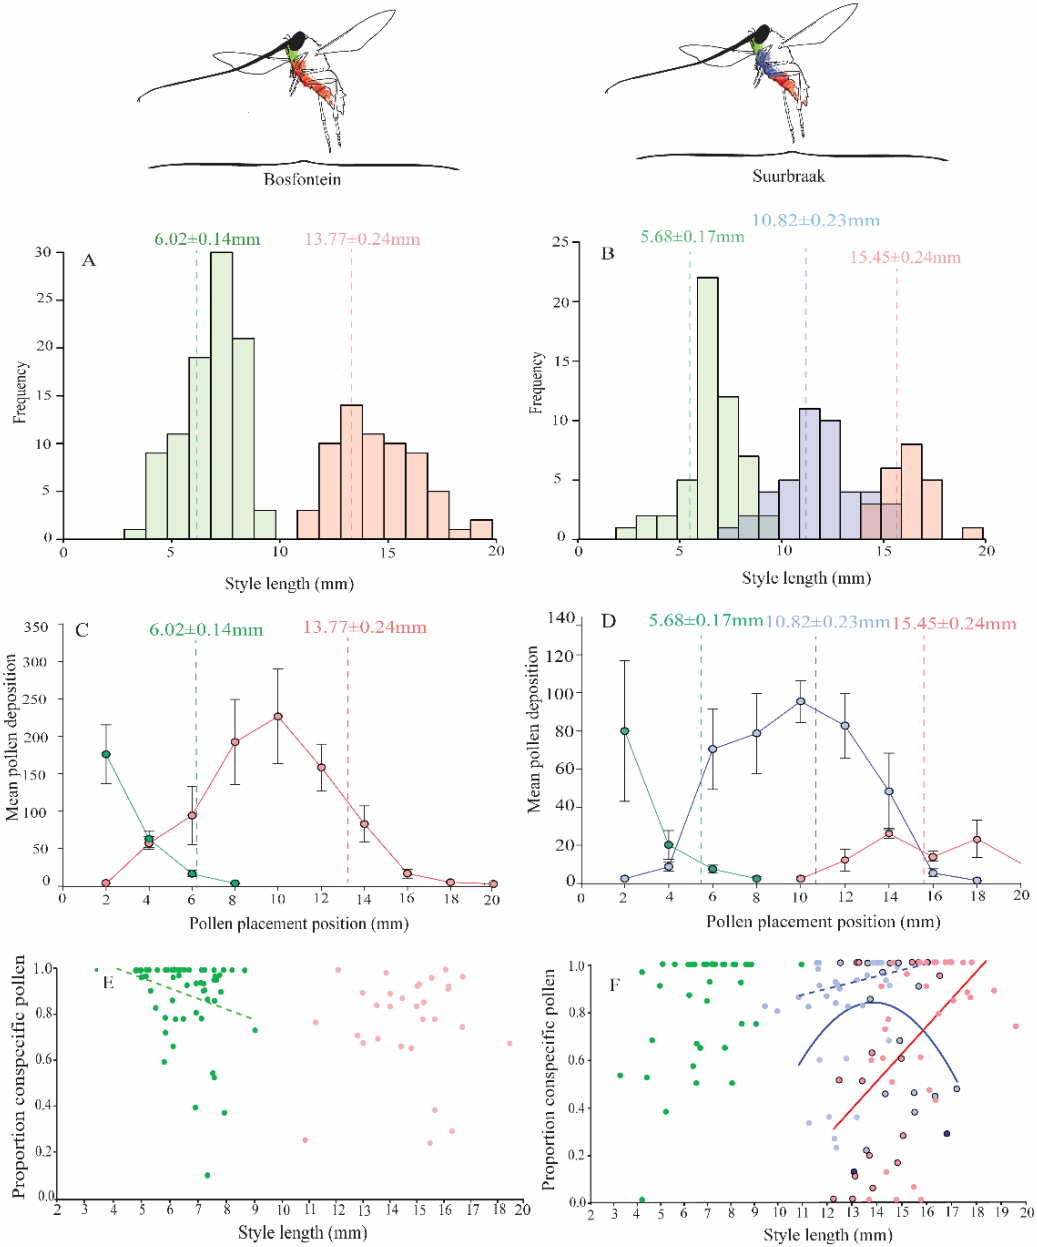 Bosfontein
Suurbraak
6.02±0.14mm 13.77±0.24mm
10.82±0.23mm
5.68±0.17mm
15.45±0.24mm
A
30
25
20
15
10
5
0
Frequency
0 5 10 15 20
Style length (mm)
B
25
20
15
10
5
0
Frequency
0 5 10 15 20
Style length (mm)
C
6.02±0.14mm 13.77±0.24mm
350
300
250
200
150
100
50
0
Mean pollen deposition
0 2 4 6 8 10 12 14 16 18 20
Pollen placement position (mm)
D
5.68±0.17mm 10.82±0.23mm 15.45±0.24mm
140
120
100
80
60
40
20
0
Mean pollen deposition
0 2 4 6 8 10 12 14 16 18 20
Pollen placement position (mm)
E
1.0
0.8
0.6
0.4
0.2
0.0
Proportion conspecific pollen
2 3 4 5 6 7 8 9 10 11 12 13 14 15 16 17 18 19 20
Style length (mm)
F
1.0
0.8
0.6
0.4
0.2
0.0
Proportion conspecific pollen
2 3 4 5 6 7 8 9 10 11 12 13 14 15 16 17 18 19 20
Style length (mm)